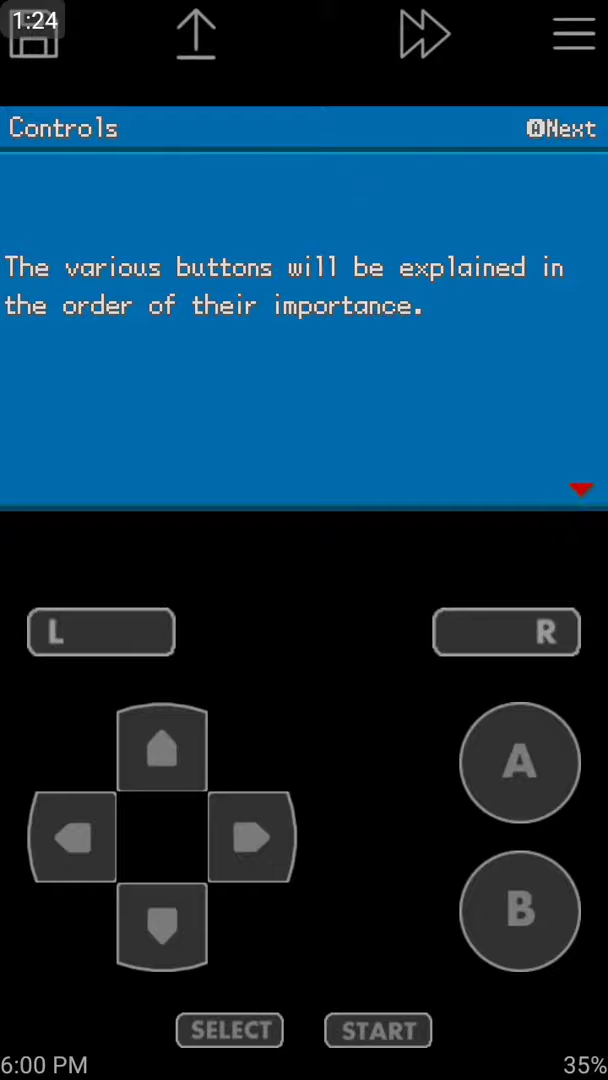 1:24
Controls
ⒶNext
The various buttons will be explained in
the order of their importance.
L
R
A
B
SELECT
START
6:00 PM
35%